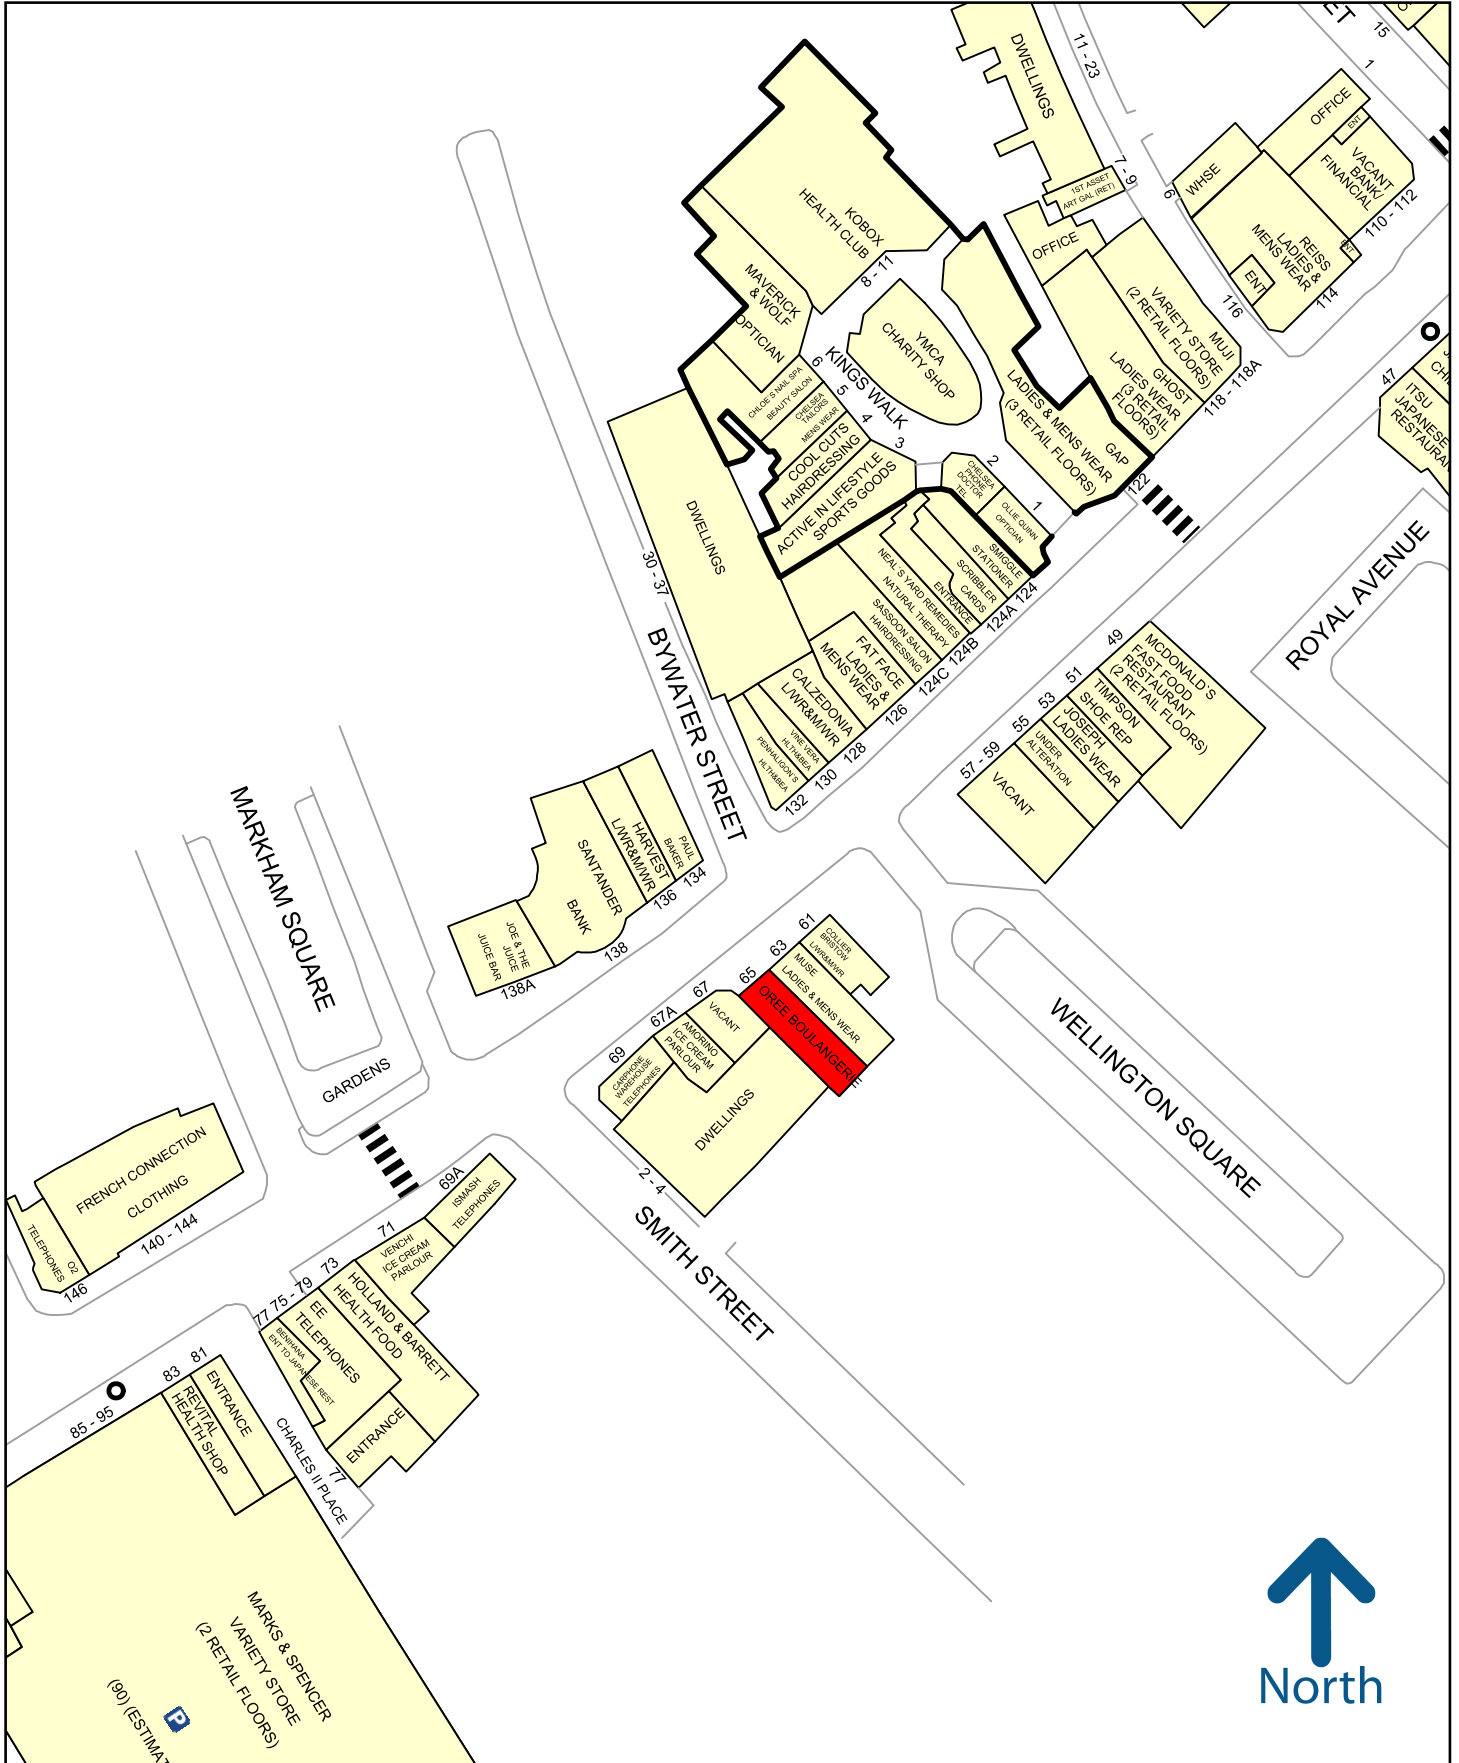 DWELLINGS
11 - 23
ET
15
1
OFFICE
ENT
VACANT
BANK/
FINANCIAL
110 - 112
WHSE
6
7 - 9
1ST ASSET
ART GAL (RET)
OFFICE
REISS
LADIES &
MENS WEAR
ENT
ENT
114
116
KOBOX
HEALTH CLUB
8 - 11
MAVERICK
& WOLF
OPTICIAN
YMCA
CHARITY SHOP
KINGS WALK
6
5
4
3
2
1
CHLOE`S NAIL SPA
BEAUTY SALON
CHELSEA
TAILORS
MENS WEAR
COOL CUTS
HAIRDRESSING
ACTIVE IN LIFESTYLE
SPORTS GOODS
CHELSEA
PHONE
DOCTOR
TEL
OLLIE QUINN
OPTICIAN
GAP
LADIES & MENS WEAR
(3 RETAIL FLOORS)
122
GHOST
LADIES WEAR
(3 RETAIL
FLOORS)
MUJI
VARIETY STORE
(2 RETAIL FLOORS)
118 - 118A
47
ITSU
JAPANESE
ROYAL AVENUE
DWELLINGS
30 - 37
BYWATER STREET
SMIGGLE
STATIONER
124
SCRIBBLER
CARDS
124A
ENTRANCE
NEAL`S YARD REMEDIES
NATURAL THERAPY
124B
SASSOON SALON
HAIRDRESSING
124C
FAT FACE
LADIES &
MENS WEAR
126
CALZEDONIA
L/WR&M/WR
128
VINE VERA
HLTH&BEA
130
PENHALIGON`S
HLTH&BEA
132
49
MCDONALD`S
FAST FOOD
RESTAURANT
(2 RETAIL FLOORS)
51
TIMPSON
SHOE REP
53
JOSEPH
LADIES WEAR
55
UNDER
ALTERATION
57 - 59
VACANT
PAUL
BAKER
134
HARVEST
L/WR&M/WR
136
SANTANDER
BANK
138
JOE & THE
JUICE
JUICE BAR
138A
MARKHAM SQUARE
GARDENS
61
COLLIER
BRISTOW
L/WR&M/WR
63
MUSE
LADIES & MENS WEAR
65
OREE BOULANGERIE
67
VACANT
67A
AMORINO
ICE CREAM
PARLOUR
69
CARPHONE
WAREHOUSE
TELEPHONES
DWELLINGS
2 - 4
WELLINGTON SQUARE
SMITH STREET
FRENCH CONNECTION
CLOTHING
140 - 144
O2
TELEPHONES
146
69A
ISMASH
TELEPHONES
71
VENCHI
ICE CREAM
PARLOUR
73
HOLLAND & BARRETT
HEALTH FOOD
75 - 79
EE
TELEPHONES
77
BENIHANA
ENT TO JAPANESE REST
ENTRANCE
77
CHARLES II PLACE
81
ENTRANCE
83
REVITAL
HEALTH SHOP
85 - 95
MARKS & SPENCER
VARIETY STORE
(2 RETAIL FLOORS)
P
(90) (ESTIMAT
North